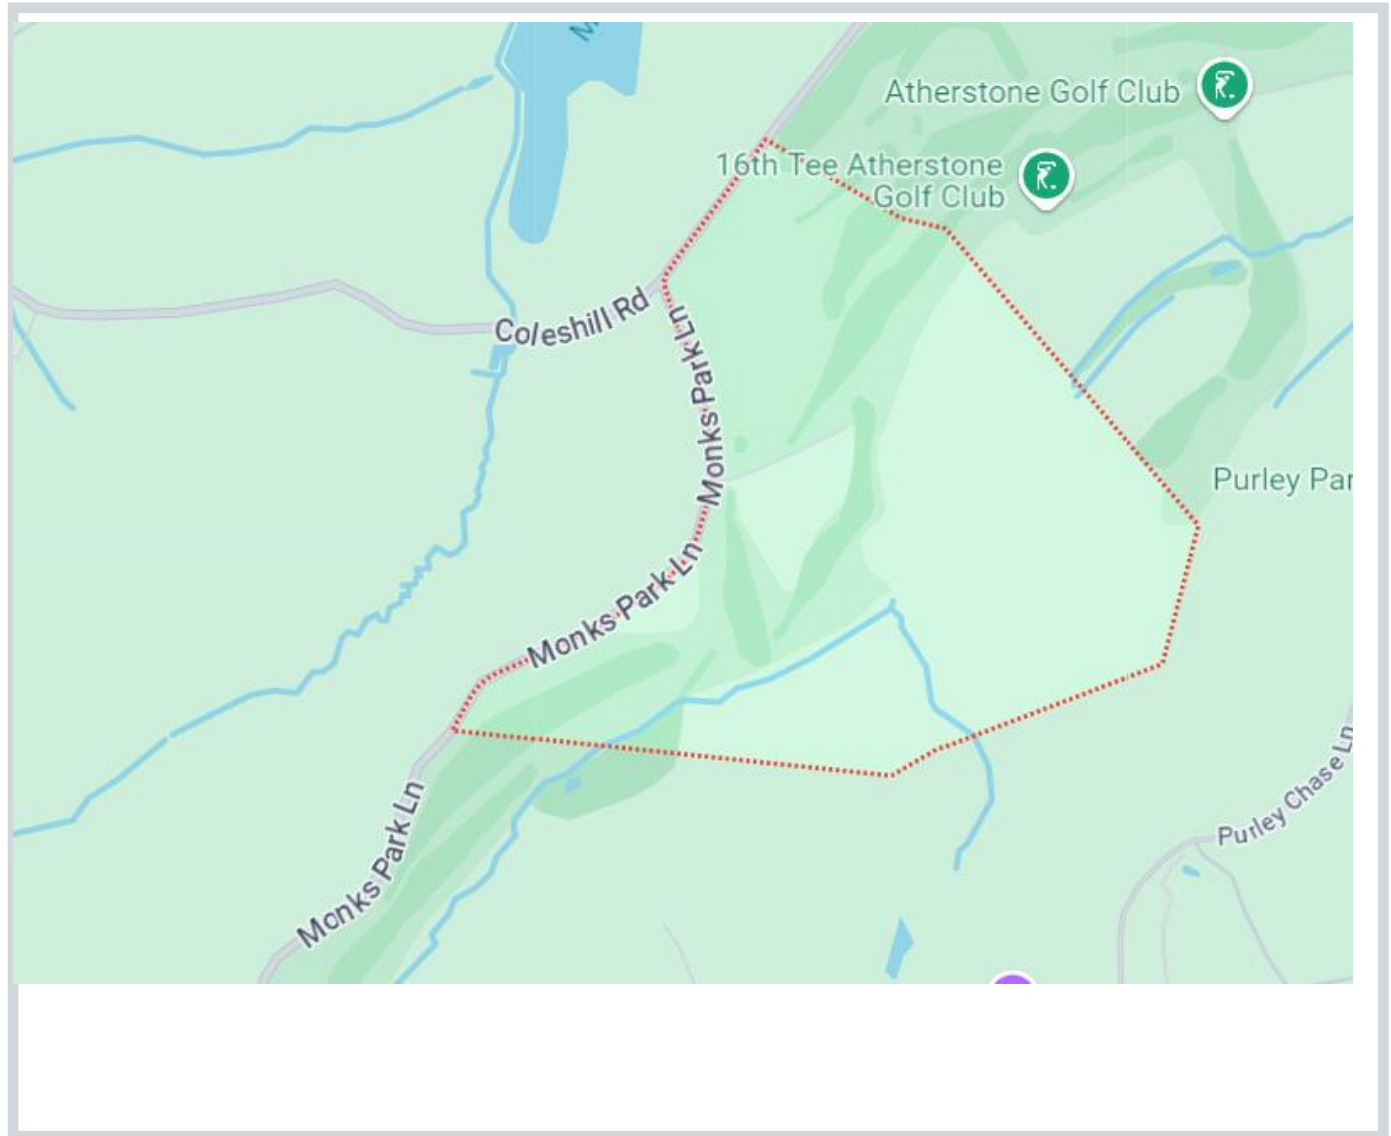 Atherstone Golf Club
16th Tee Atherstone
Golf Club
Coleshill Rd
Monks Park Ln
Purley Par
Monks Park Ln
Purley Chase Ln
Monks Park Ln